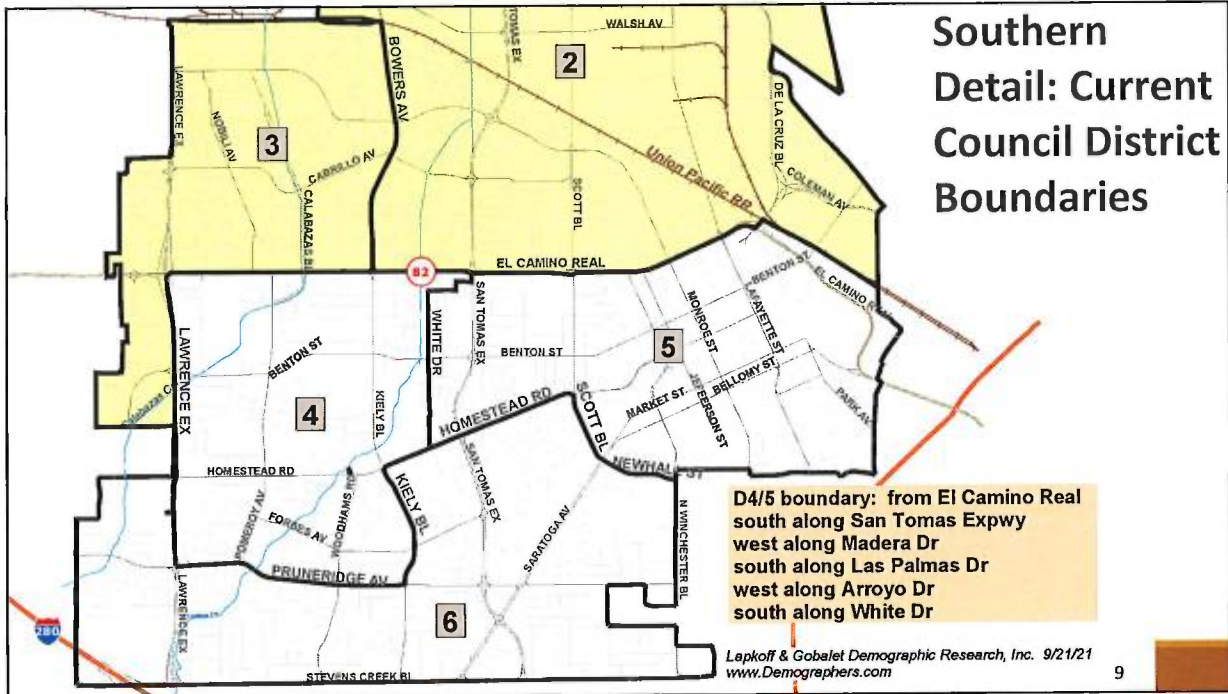 Southern
Detail: Current
Council District
Boundaries
TOMAS EX
WALSH AV
2
BOWERS AV
LAWRENCE EX
NOBILI AV
3
CABRILLO AV
CALABAZAS BL
DE LA CRUZ BL
COLEMAN AV
Union Pacific RR
SCOTT BL
EL CAMINO REAL
82
SAN TOMAS EX
WHITE DR
BENTON ST
EL CAMINO REAL
MONROE ST
LAFAYETTE ST
5
BENTON ST
LAWRENCE EX
BENTON ST
KIELY BL
4
HOMESTEAD RD
SCOTT BL
MARKET ST
BELLOMY ST
JEFFERSON ST
PARK AV
Calabazas
HOMESTEAD RD
SAN TOMAS EX
NEWHALL ST
KIELY BL
POMEROY AV
FORBES AV
WOODHAMS RD
SARATOGA AV
N WINCHESTER BL
PRUNERIDGE AV
LAWRENCE EX
6
280
STEVENS CREEK Bl
D4/5 boundary: from El Camino Real
south along San Tomas Expwy
west along Madera Dr
south along Las Palmas Dr
west along Arroyo Dr
south along White Dr
Lapkoff & Gobalet Demographic Research, Inc. 9/21/21
www.Demographers.com
9